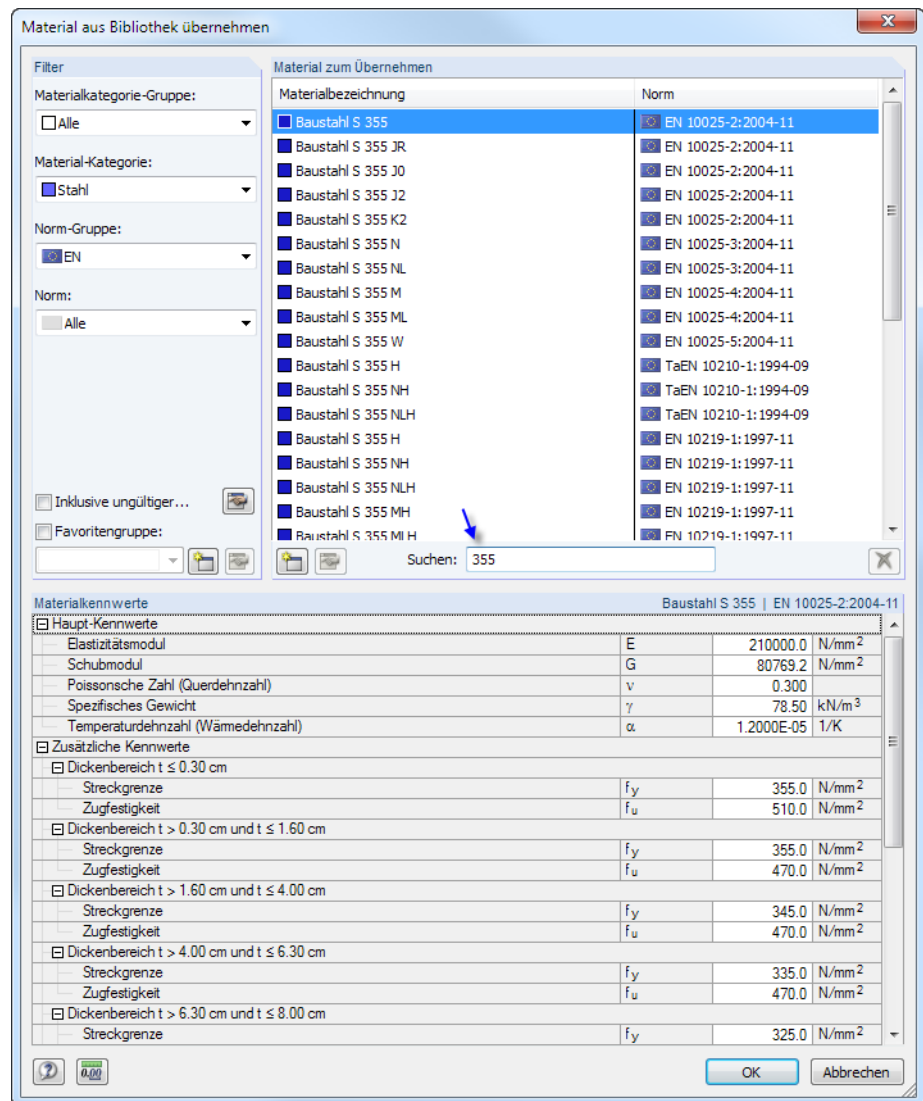 Material aus Bibliothek übernehmen
Filter
Materialkategorie-Gruppe:
Alle
Material-Kategorie:
Stahl
Norm-Gruppe:
EN
Norm:
Alle
Inklusive ungültiger...
Favoritengruppe:
Material zum Übernehmen
Materialbezeichnung Norm
Baustahl S 355 EN 10025-2:2004-11
Baustahl S 355 JR EN 10025-2:2004-11
Baustahl S 355 J0 EN 10025-2:2004-11
Baustahl S 355 J2 EN 10025-2:2004-11
Baustahl S 355 K2 EN 10025-2:2004-11
Baustahl S 355 N EN 10025-3:2004-11
Baustahl S 355 NL EN 10025-3:2004-11
Baustahl S 355 M EN 10025-4:2004-11
Baustahl S 355 ML EN 10025-4:2004-11
Baustahl S 355 W EN 10025-5:2004-11
Baustahl S 355 H TaEN 10210-1:1994-09
Baustahl S 355 NH TaEN 10210-1:1994-09
Baustahl S 355 NLH TaEN 10210-1:1994-09
Baustahl S 355 H EN 10219-1:1997-11
Baustahl S 355 NH EN 10219-1:1997-11
Baustahl S 355 NLH EN 10219-1:1997-11
Baustahl S 355 MH EN 10219-1:1997-11
Baustahl S 355 MLH EN 10219-1:1997-11
Suchen: 355
Materialkennwerte Baustahl S 355 | EN 10025-2:2004-11
Haupt-Kennwerte
Elastizitätsmodul E 210000.0 N/mm²
Schubmodul G 80769.2 N/mm²
Poissonsche Zahl (Querdehnzahl) ν 0.300
Spezifisches Gewicht γ 78.50 kN/m³
Temperaturdehnzahl (Wärmedehnzahl) α 1.2000E-05 1/K
Zusätzliche Kennwerte
Dickenbereich t ≤ 0.30 cm
Streckgrenze fy 355.0 N/mm²
Zugfestigkeit fu 510.0 N/mm²
Dickenbereich t > 0.30 cm und t ≤ 1.60 cm
Streckgrenze fy 355.0 N/mm²
Zugfestigkeit fu 470.0 N/mm²
Dickenbereich t > 1.60 cm und t ≤ 4.00 cm
Streckgrenze fy 345.0 N/mm²
Zugfestigkeit fu 470.0 N/mm²
Dickenbereich t > 4.00 cm und t ≤ 6.30 cm
Streckgrenze fy 335.0 N/mm²
Zugfestigkeit fu 470.0 N/mm²
Dickenbereich t > 6.30 cm und t ≤ 8.00 cm
Streckgrenze fy 325.0 N/mm²
0.00
OK Abbrechen